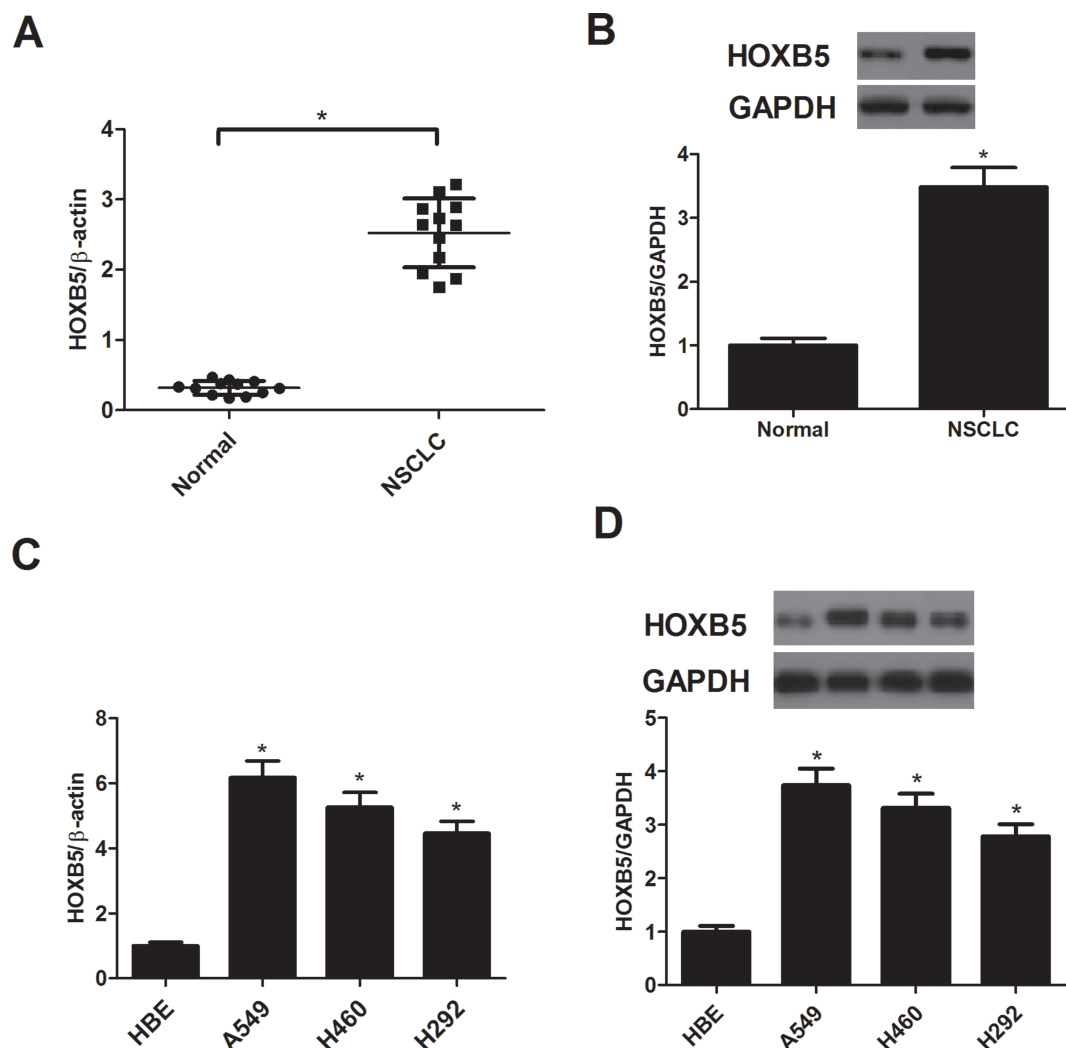 A
HOXB5/β-actin
4
3
2
1
0
*
Normal
NSCLC
B
HOXB5
GAPDH
HOXB5/GAPDH
4
3
2
1
0
*
Normal
NSCLC
C
HOXB5/β-actin
8
6
4
2
0
*
*
*
HBE
A549
H460
H292
D
HOXB5
GAPDH
HOXB5/GAPDH
5
4
3
2
1
0
*
*
*
HBE
A549
H460
H292